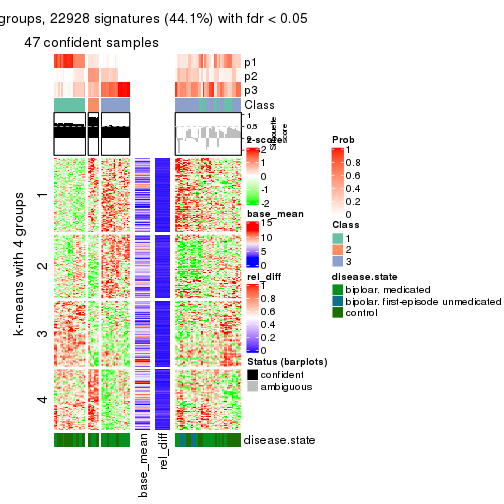 groups, 22928 signatures (44.1%) with fdr < 0.05
47 confident samples
p1
p2
p3
Class
1
0.5
0
Silhouette
score
k-means with 4 groups
1
2
3
4
base_mean
rel_diff
disease.state
z-score
2
1
0
-1
-2
base_mean
15
10
5
0
rel_diff
1
0.8
0.6
0.4
0.2
0
Status (barplots)
confident
ambiguous
Prob
1
0.8
0.6
0.4
0.2
0
Class
1
2
3
disease.state
biploar. medicated
bipolar. first-episode unmedicated
control